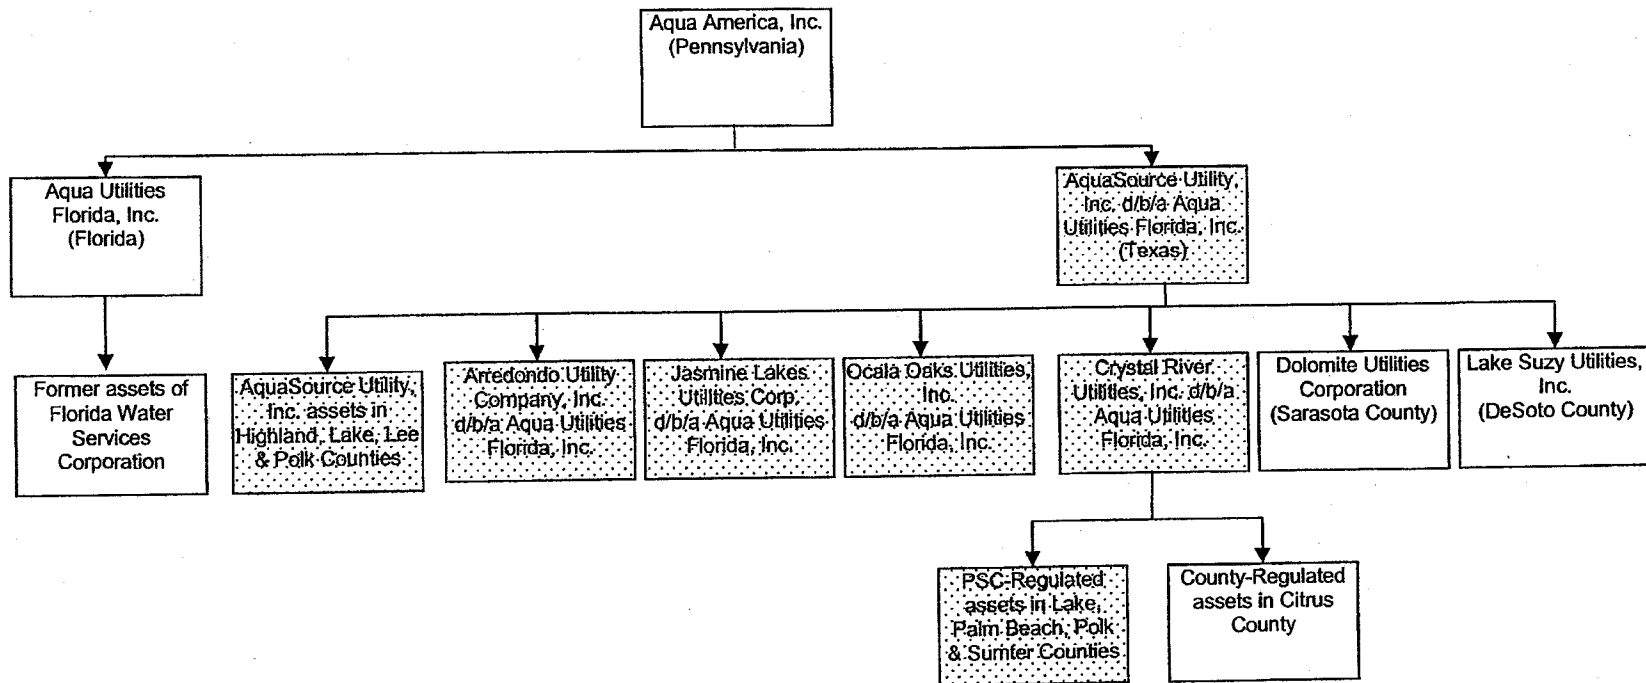 Aqua America, Inc.
(Pennsylvania)
Aqua Utilities
Florida, Inc.
(Florida)
AquaSource Utility,
Inc. d/b/a Aqua
Utilities Florida, Inc.
(Texas)
Former assets of
Florida Water
Services
Corporation
AquaSource Utility,
Inc. assets in
Highland, Lake, Lee
& Polk Counties
Arredondo Utility
Company, Inc.
d/b/a Aqua Utilities
Florida, Inc.
Jasmine Lakes
Utilities Corp.
d/b/a Aqua Utilities
Florida, Inc.
Ocala Oaks Utilities,
Inc.
d/b/a Aqua Utilities
Florida, Inc.
Crystal River
Utilities, Inc. d/b/a
Aqua Utilities
Florida, Inc.
Dolomite Utilities
Corporation
(Sarasota County)
Lake Suzy Utilities,
Inc.
(DeSoto County)
PSC-Regulated
assets in Lake,
Palm Beach, Polk
& Sumter Counties
County-Regulated
assets in Citrus
County